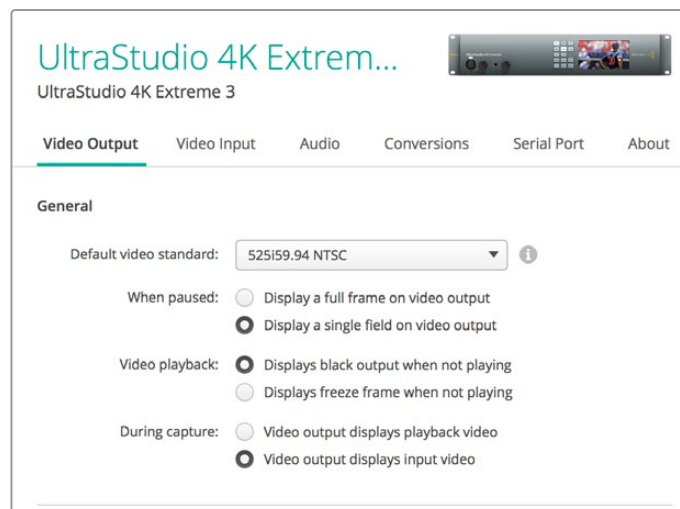 UltraStudio 4K Extrem...
UltraStudio 4K Extreme 3
Video Output Video Input Audio Conversions Serial Port About
General
Default video standard: 525i59.94 NTSC
When paused: Display a full frame on video output
Display a single field on video output
Video playback: Displays black output when not playing
Displays freeze frame when not playing
During capture: Video output displays playback video
Video output displays input video